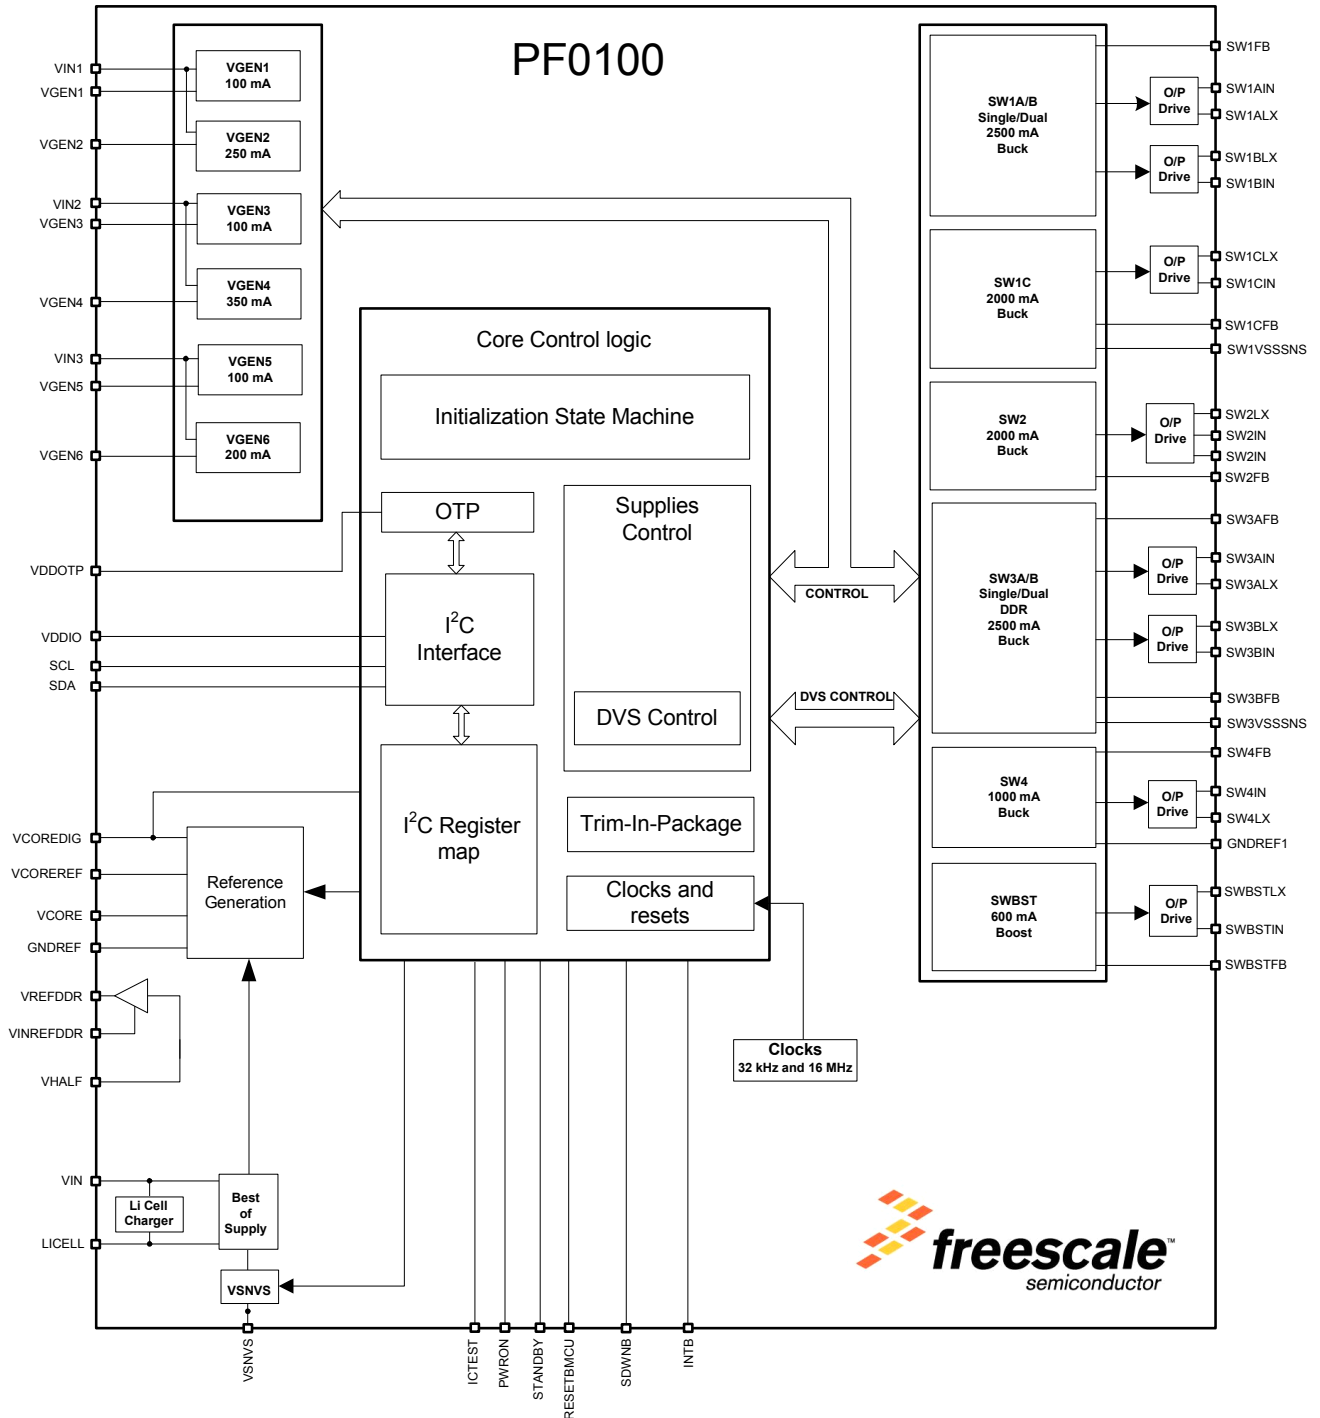 PF0100
VIN1
VGEN1
VGEN2
VIN2
VGEN3
VGEN4
VIN3
VGEN5
VGEN6
VDDOTP
VDDIO
SCL
SDA
VCOREDIG
VCOREREF
VCORE
GNDREF
VREFDDR
VINREFDDR
VHALF
VIN
LICELL
VGEN1
100 mA
VGEN2
250 mA
VGEN3
100 mA
VGEN4
350 mA
VGEN5
100 mA
VGEN6
200 mA
Core Control logic
Initialization State Machine
OTP
I2C
Interface
I2C Register
map
Supplies
Control
DVS Control
Trim-In-Package
Clocks and
resets
Reference
Generation
Li Cell
Charger
Best
of
Supply
VSNVS
Clocks
32 kHz and 16 MHz
CONTROL
DVS CONTROL
SW1A/B
Single/Dual
2500 mA
Buck
SW1C
2000 mA
Buck
SW2
2000 mA
Buck
SW3A/B
Single/Dual
DDR
2500 mA
Buck
SW4
1000 mA
Buck
SWBST
600 mA
Boost
O/P
Drive
O/P
Drive
O/P
Drive
O/P
Drive
O/P
Drive
O/P
Drive
O/P
Drive
O/P
Drive
SW1FB
SW1AIN
SW1ALX
SW1BLX
SW1BIN
SW1CLX
SW1CIN
SW1CFB
SW1VSSSNS
SW2LX
SW2IN
SW2IN
SW2FB
SW3AFB
SW3AIN
SW3ALX
SW3BLX
SW3BIN
SW3BFB
SW3VSSSNS
SW4FB
SW4IN
SW4LX
GNDREF1
SWBSTLX
SWBSTIN
SWBSTFB
freescale™
semiconductor
VSNVS
ICTEST
PWRON
STANDBY
RESETBMCU
SDWNB
INTB